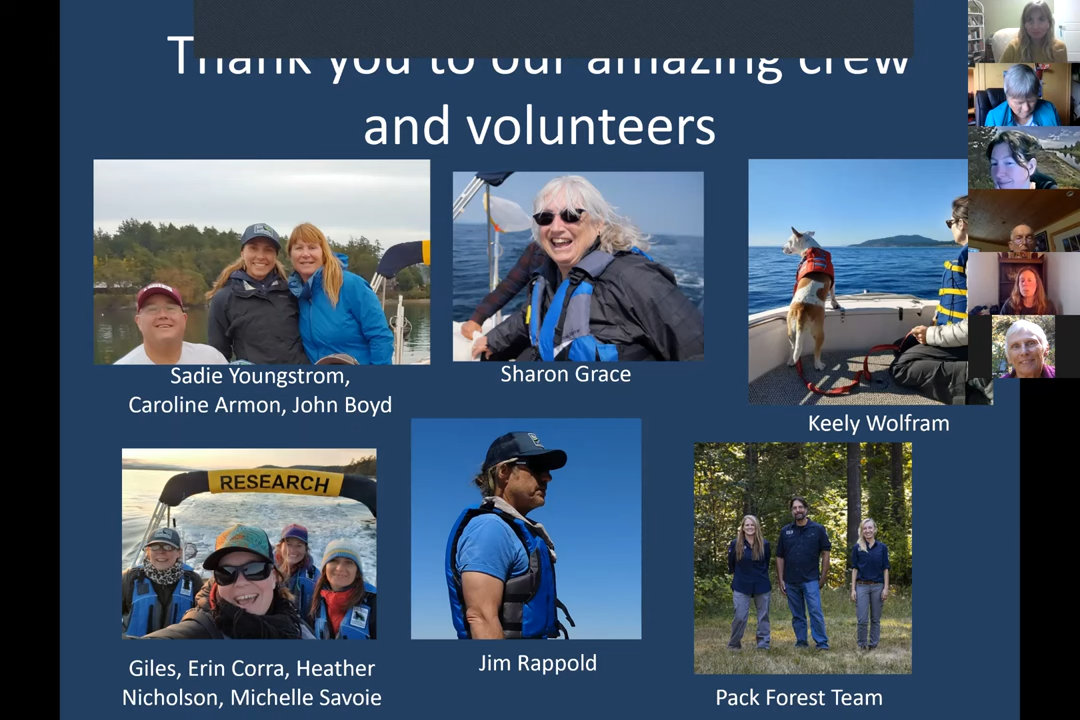 Thank you to our amazing crew
and volunteers
Sadie Youngstrom,
Caroline Armon, John Boyd
Sharon Grace
Keely Wolfram
RESEARCH
Giles, Erin Corra, Heather
Nicholson, Michelle Savoie
Jim Rappold
Pack Forest Team